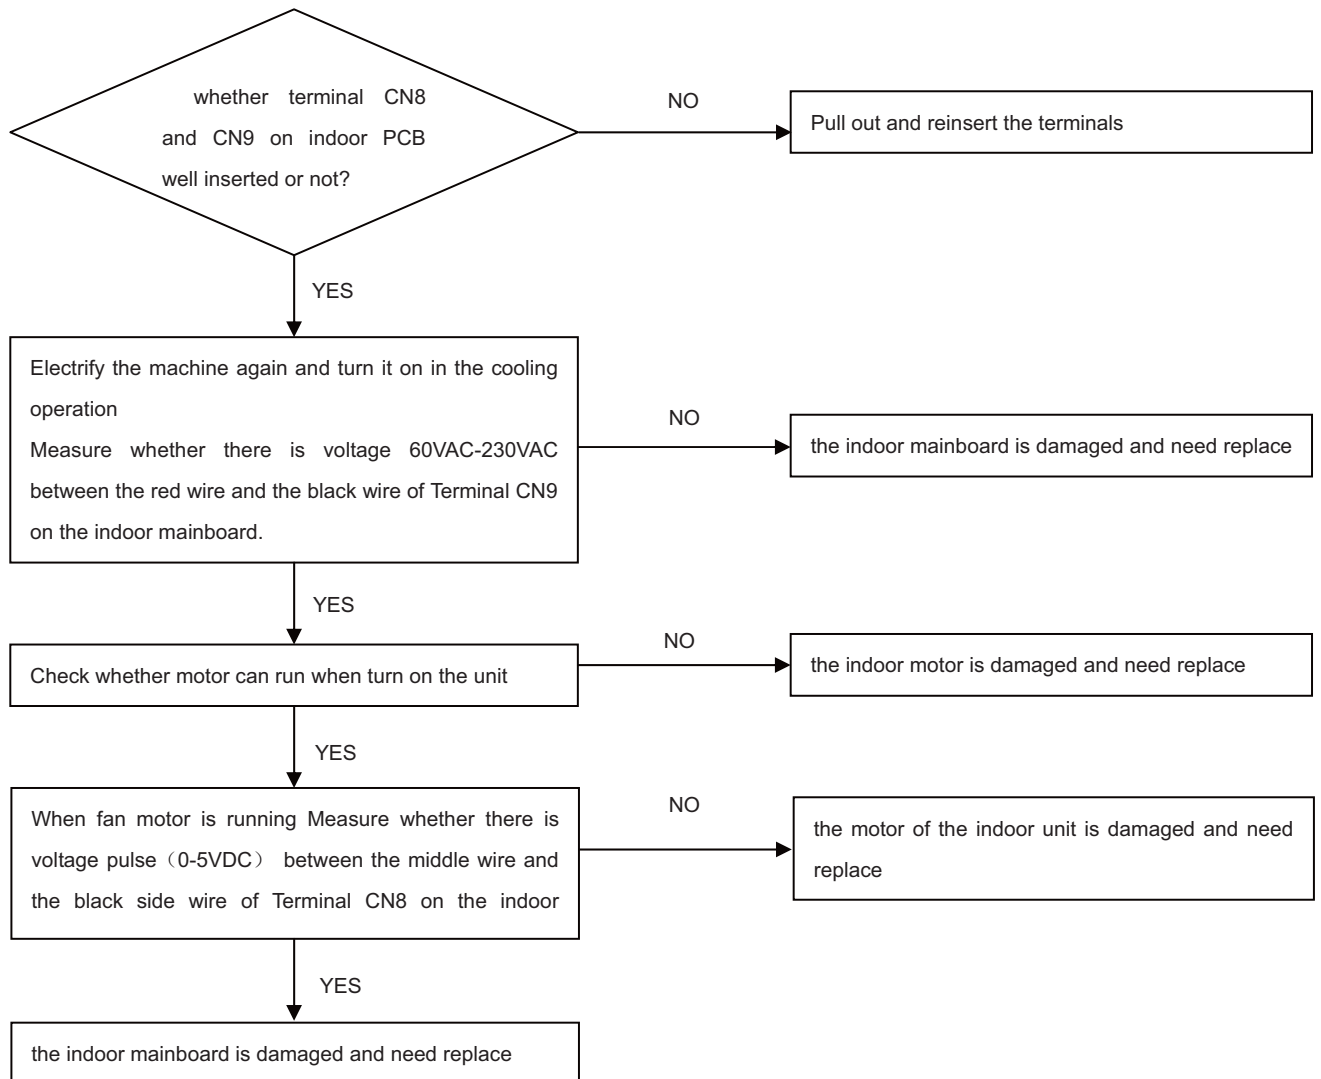 whether terminal CN8
and CN9 on indoor PCB
well inserted or not?
NO
Pull out and reinsert the terminals
YES
Electrify the machine again and turn it on in the cooling
operation
Measure whether there is voltage 60VAC-230VAC
between the red wire and the black wire of Terminal CN9
on the indoor mainboard.
NO
the indoor mainboard is damaged and need replace
YES
Check whether motor can run when turn on the unit
NO
the indoor motor is damaged and need replace
YES
When fan motor is running Measure whether there is
voltage pulse（0-5VDC） between the middle wire and
the black side wire of Terminal CN8 on the indoor
NO
the motor of the indoor unit is damaged and need
replace
YES
the indoor mainboard is damaged and need replace